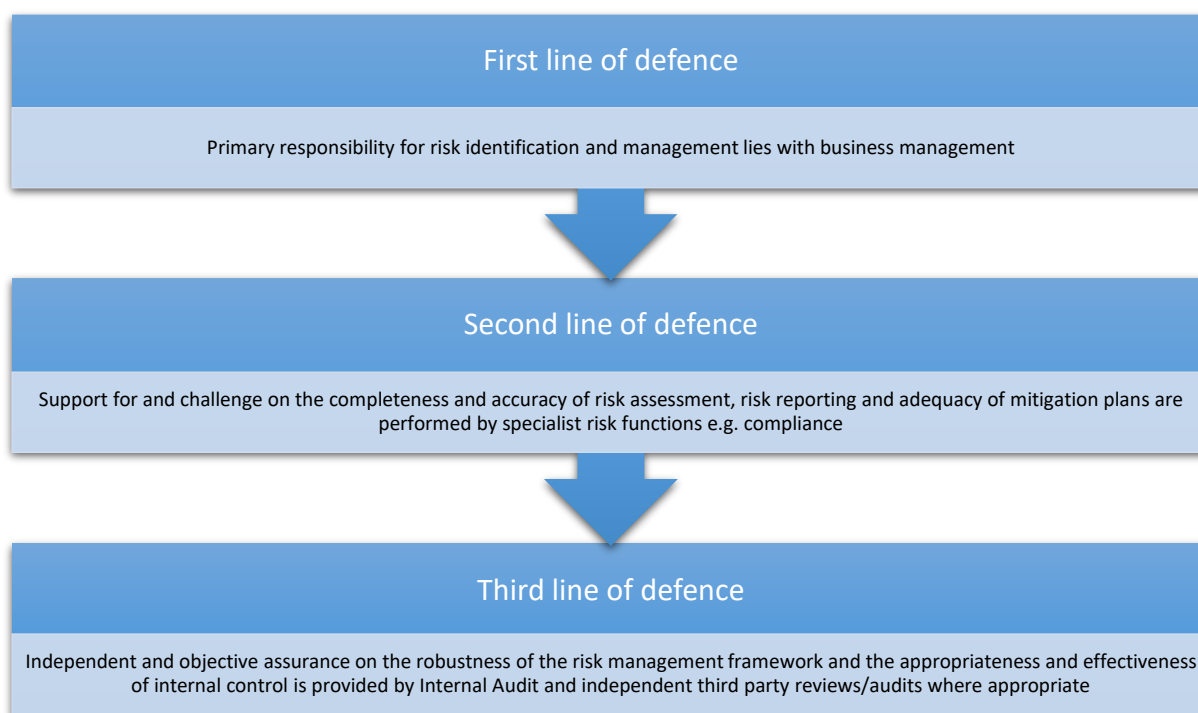 First line of defence
Primary responsibility for risk identification and management lies with business management
Second line of defence
Support for and challenge on the completeness and accuracy of risk assessment, risk reporting and adequacy of mitigation plans are
performed by specialist risk functions e.g. compliance
Third line of defence
Independent and objective assurance on the robustness of the risk management framework and the appropriateness and effectiveness
of internal control is provided by Internal Audit and independent third party reviews/audits where appropriate